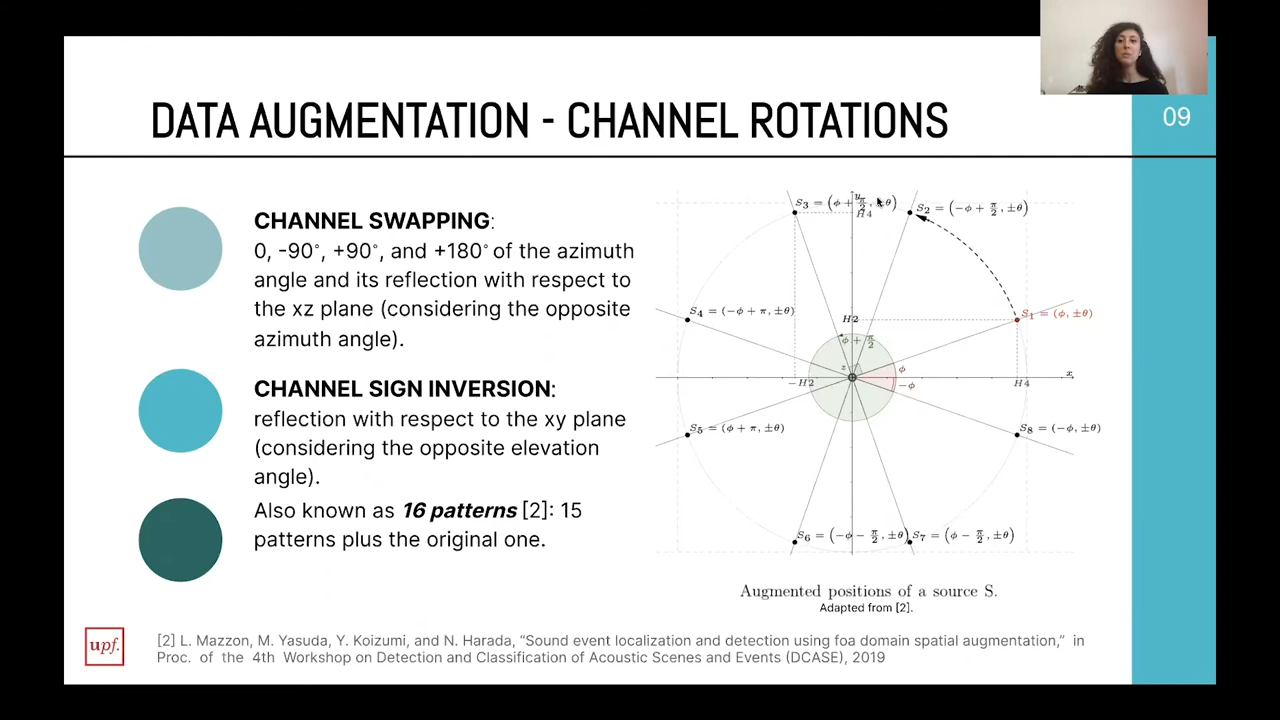 DATA AUGMENTATION - CHANNEL ROTATIONS
09
CHANNEL SWAPPING:
0, -90°, +90°, and +180° of the azimuth
angle and its reflection with respect to
the xz plane (considering the opposite
azimuth angle).
CHANNEL SIGN INVERSION:
reflection with respect to the xy plane
(considering the opposite elevation
angle).
Also known as 16 patterns [2]: 15
patterns plus the original one.
y
S₃ = (ϕ + π/2, ±θ)
H4
S₂ = (−ϕ + π/2, ±θ)
S₄ = (−ϕ + π, ±θ)
H2
S₁ = (ϕ, ±θ)
ϕ + π/2
z
ϕ
x
−H2
−ϕ
H4
S₅ = (ϕ + π, ±θ)
S₈ = (−ϕ, ±θ)
S₆ = (−ϕ − π/2, ±θ)
S₇ = (ϕ − π/2, ±θ)
Augmented positions of a source S.
Adapted from [2].
upf.
[2] L. Mazzon, M. Yasuda, Y. Koizumi, and N. Harada, “Sound event localization and detection using foa domain spatial augmentation,” in
Proc. of the 4th Workshop on Detection and Classification of Acoustic Scenes and Events (DCASE), 2019